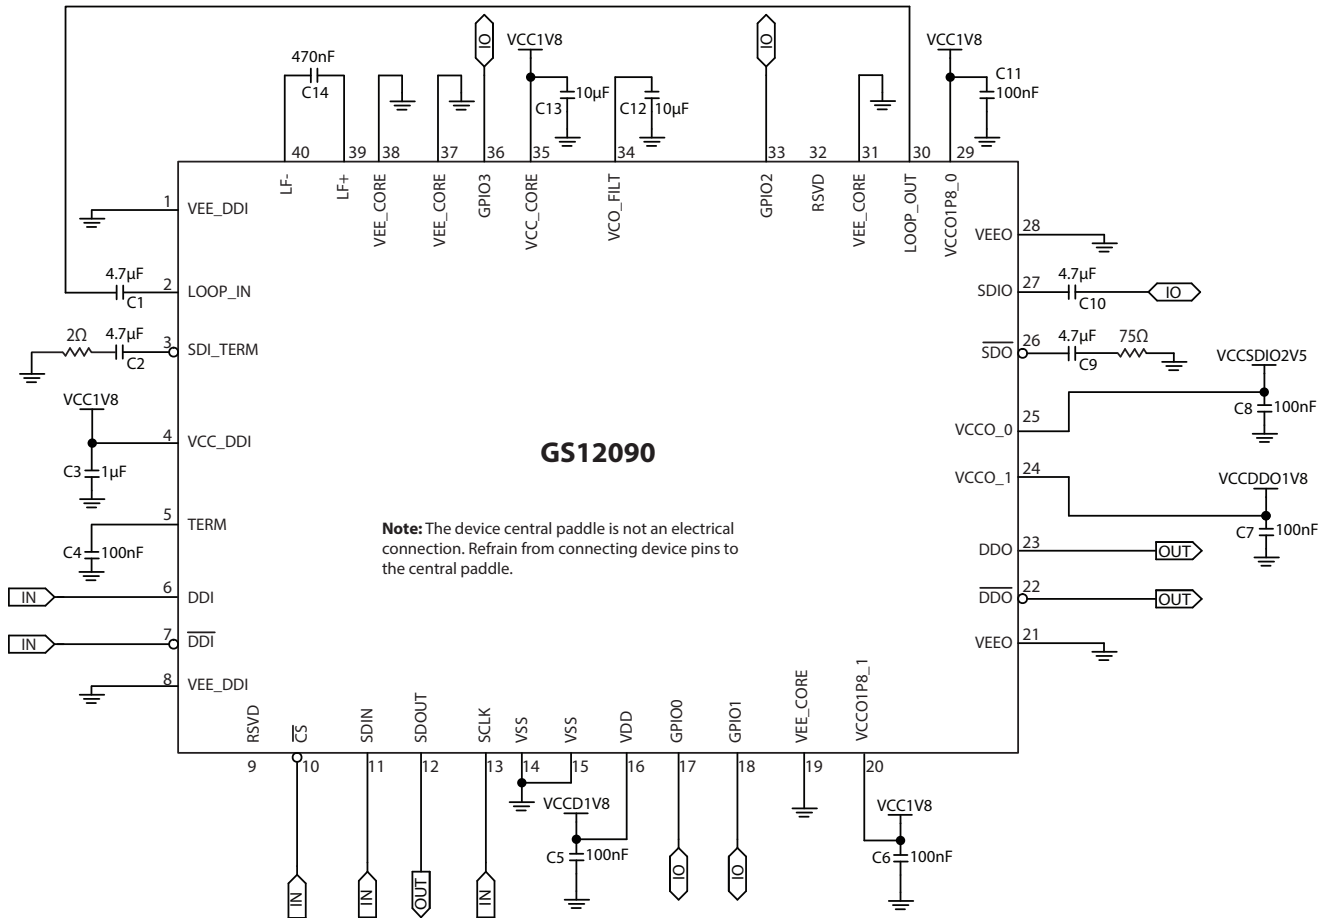 IO
IO
VCC1V8
VCC1V8
470nF
C14
C13
10µF
C12
10µF
C11
100nF
40
39
38
37
36
35
34
33
32
31
30
29
LF-
LF+
VEE_CORE
VEE_CORE
GPIO3
VCC_CORE
VCO_FILT
GPIO2
RSVD
VEE_CORE
LOOP_OUT
VCCO1P8_0
1
VEE_DDI
4.7µF
C1
2
LOOP_IN
2Ω
4.7µF
C2
3
SDI_TERM
VCC1V8
4
VCC_DDI
C3
1µF
5
TERM
C4
100nF
IN
6
DDI
IN
7
DDI
8
VEE_DDI
GS12090
Note: The device central paddle is not an electrical
connection. Refrain from connecting device pins to
the central paddle.
VEEO
28
SDIO
27
4.7µF
C10
IO
SDO
26
4.7µF
C9
75Ω
VCCSDIO2V5
C8
100nF
VCCO_0
25
VCCO_1
24
VCCDDO1V8
C7
100nF
DDO
23
OUT
DDO
22
OUT
VEEO
21
RSVD
CS
SDIN
SDOUT
SCLK
VSS
VSS
VDD
GPIO0
GPIO1
VEE_CORE
VCCO1P8_1
9
10
11
12
13
14
15
16
17
18
19
20
VCCD1V8
C5
100nF
VCC1V8
C6
100nF
IN
IN
OUT
IN
IO
IO